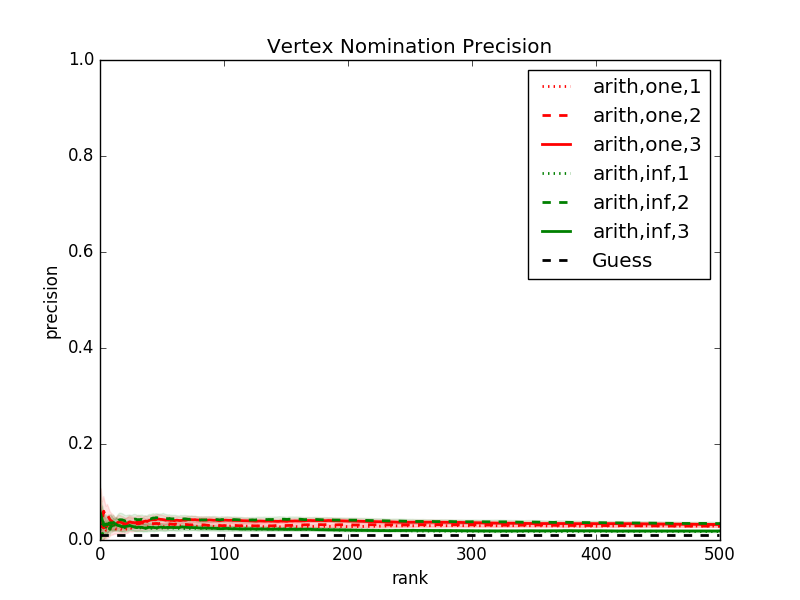 Vertex Nomination Precision
1.0
0.8
0.6
0.4
0.2
0.0
precision
arith,one,1
arith,one,2
arith,one,3
arith,inf,1
arith,inf,2
arith,inf,3
Guess
0 100 200 300 400 500
rank